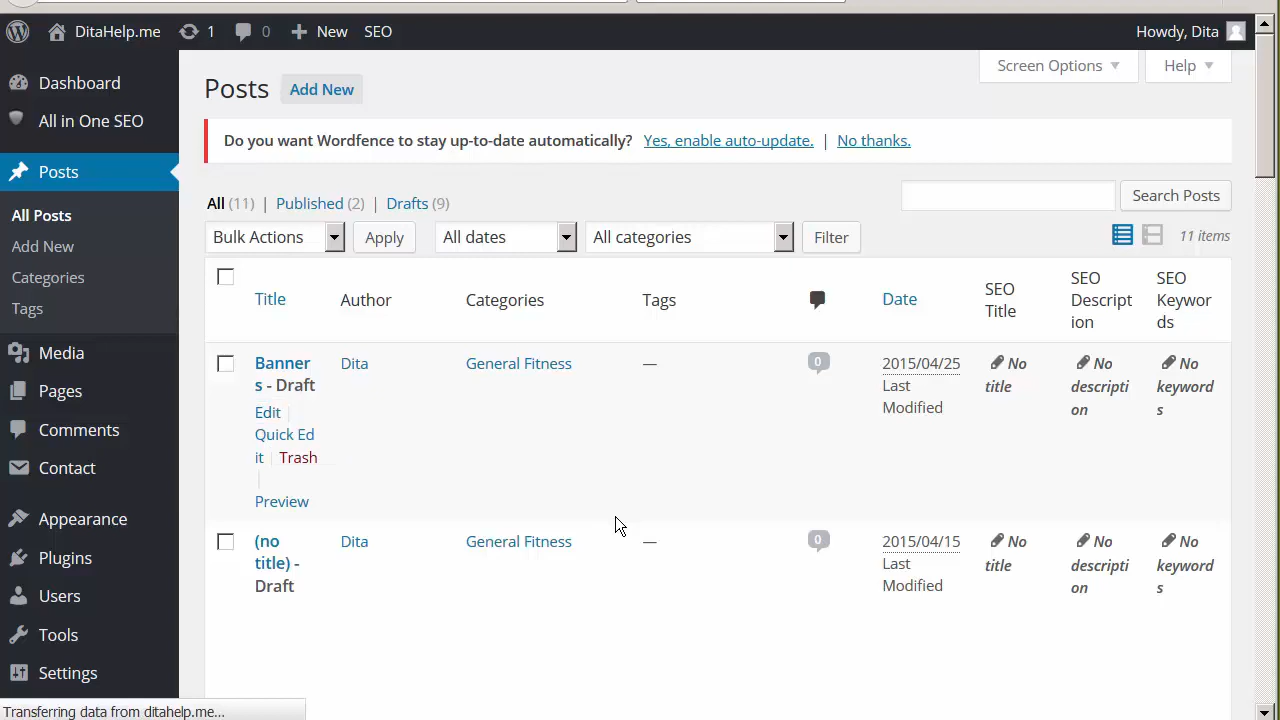 DitaHelp.me 1 0 New SEO Howdy, Dita
Dashboard
All in One SEO
Posts
All Posts
Add New
Categories
Tags
Media
Pages
Comments
Contact
Appearance
Plugins
Users
Tools
Settings
Screen Options Help
Posts Add New
Do you want Wordfence to stay up-to-date automatically? Yes, enable auto-update. | No thanks.
All (11) | Published (2) | Drafts (9)
Search Posts
Bulk Actions Apply All dates All categories Filter 11 items
Title Author Categories Tags Date
SEO
Title
SEO
Descript
ion
SEO
Keywor
ds
Banner
s - Draft
Edit |
Quick Ed
it | Trash
|
Preview
Dita
General Fitness
—
0
2015/04/25
Last
Modified
No
title
No
descripti
on
No
keyword
s
(no
title) -
Draft
Dita
General Fitness
—
0
2015/04/15
Last
Modified
No
title
No
descripti
on
No
keyword
s
Transferring data from ditahelp.me...